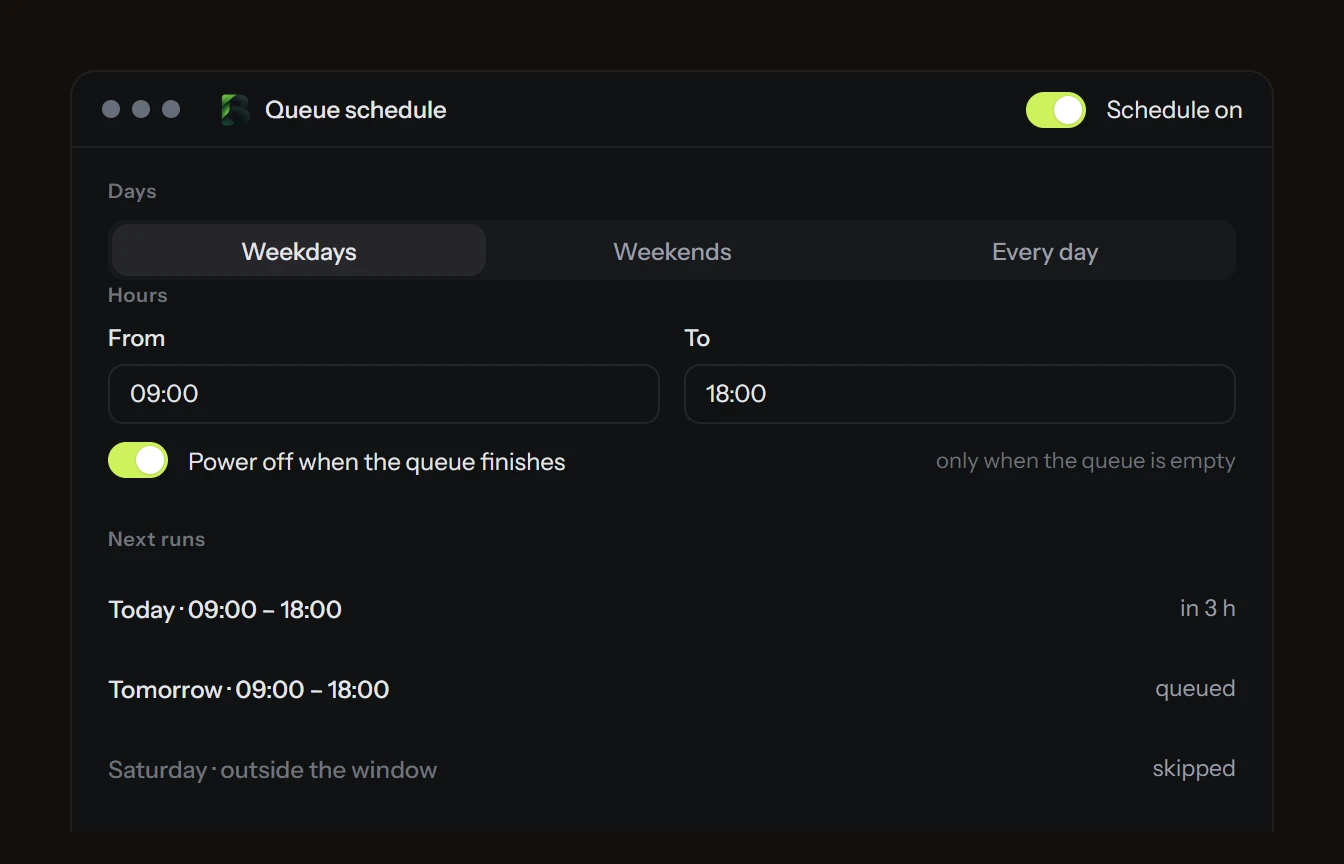 Queue schedule
Schedule on
Days
Weekdays
Weekends
Every day
Hours
From
To
09:00
18:00
Power off when the queue finishes
only when the queue is empty
Next runs
Today · 09:00 – 18:00
in 3 h
Tomorrow · 09:00 – 18:00
queued
Saturday · outside the window
skipped